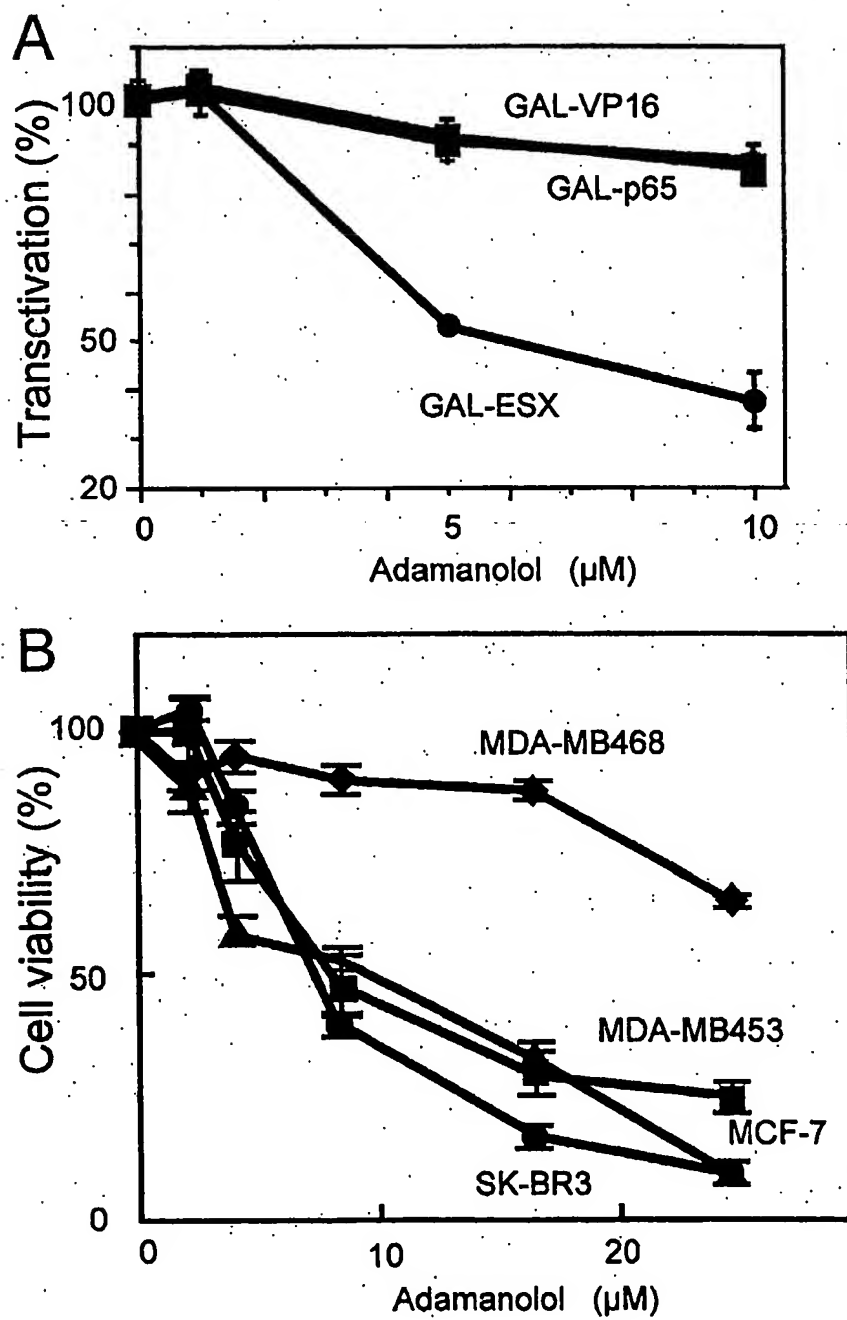 A
Transctivation (%)
100
50
20
GAL-VP16
GAL-p65
GAL-ESX
0 5 10
Adamanolol (µM)
B
Cell viability (%)
100
50
0
MDA-MB468
MDA-MB453
MCF-7
SK-BR3
0 10 20
Adamanolol (µM)